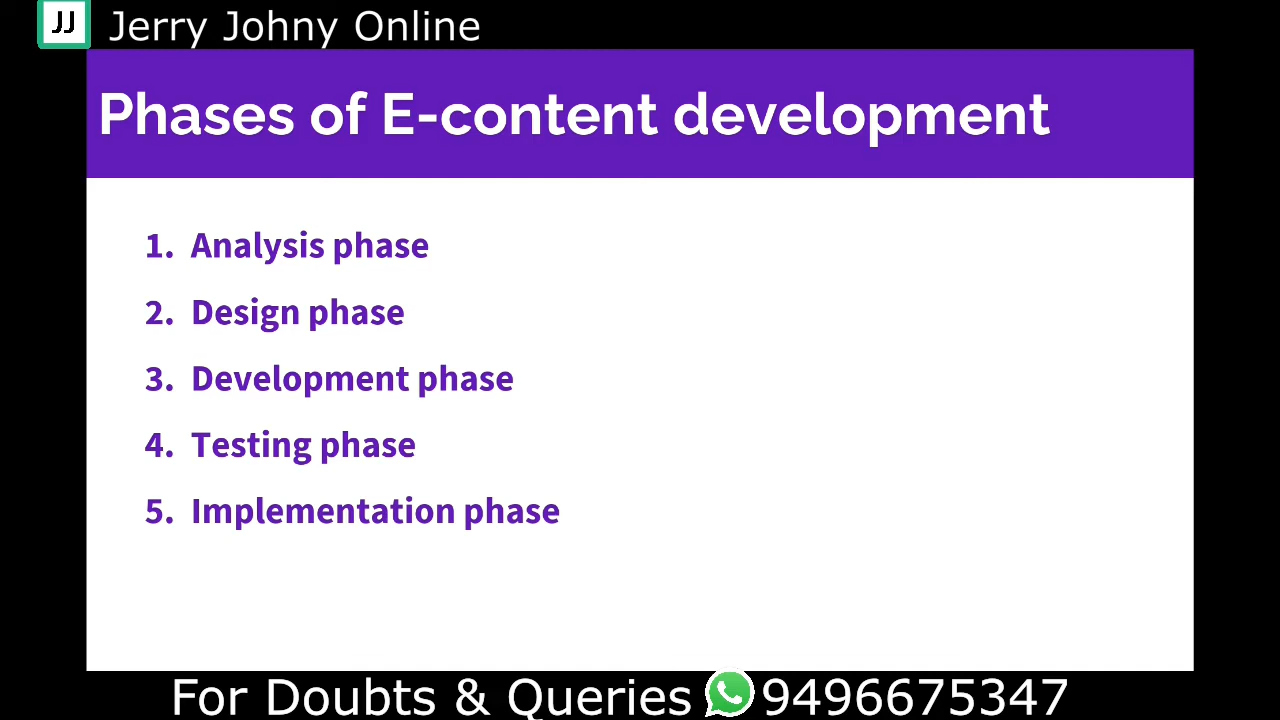 JJ Jerry Johny Online
Phases of E-content development
1. Analysis phase
2. Design phase
3. Development phase
4. Testing phase
5. Implementation phase
For Doubts & Queries 9496675347